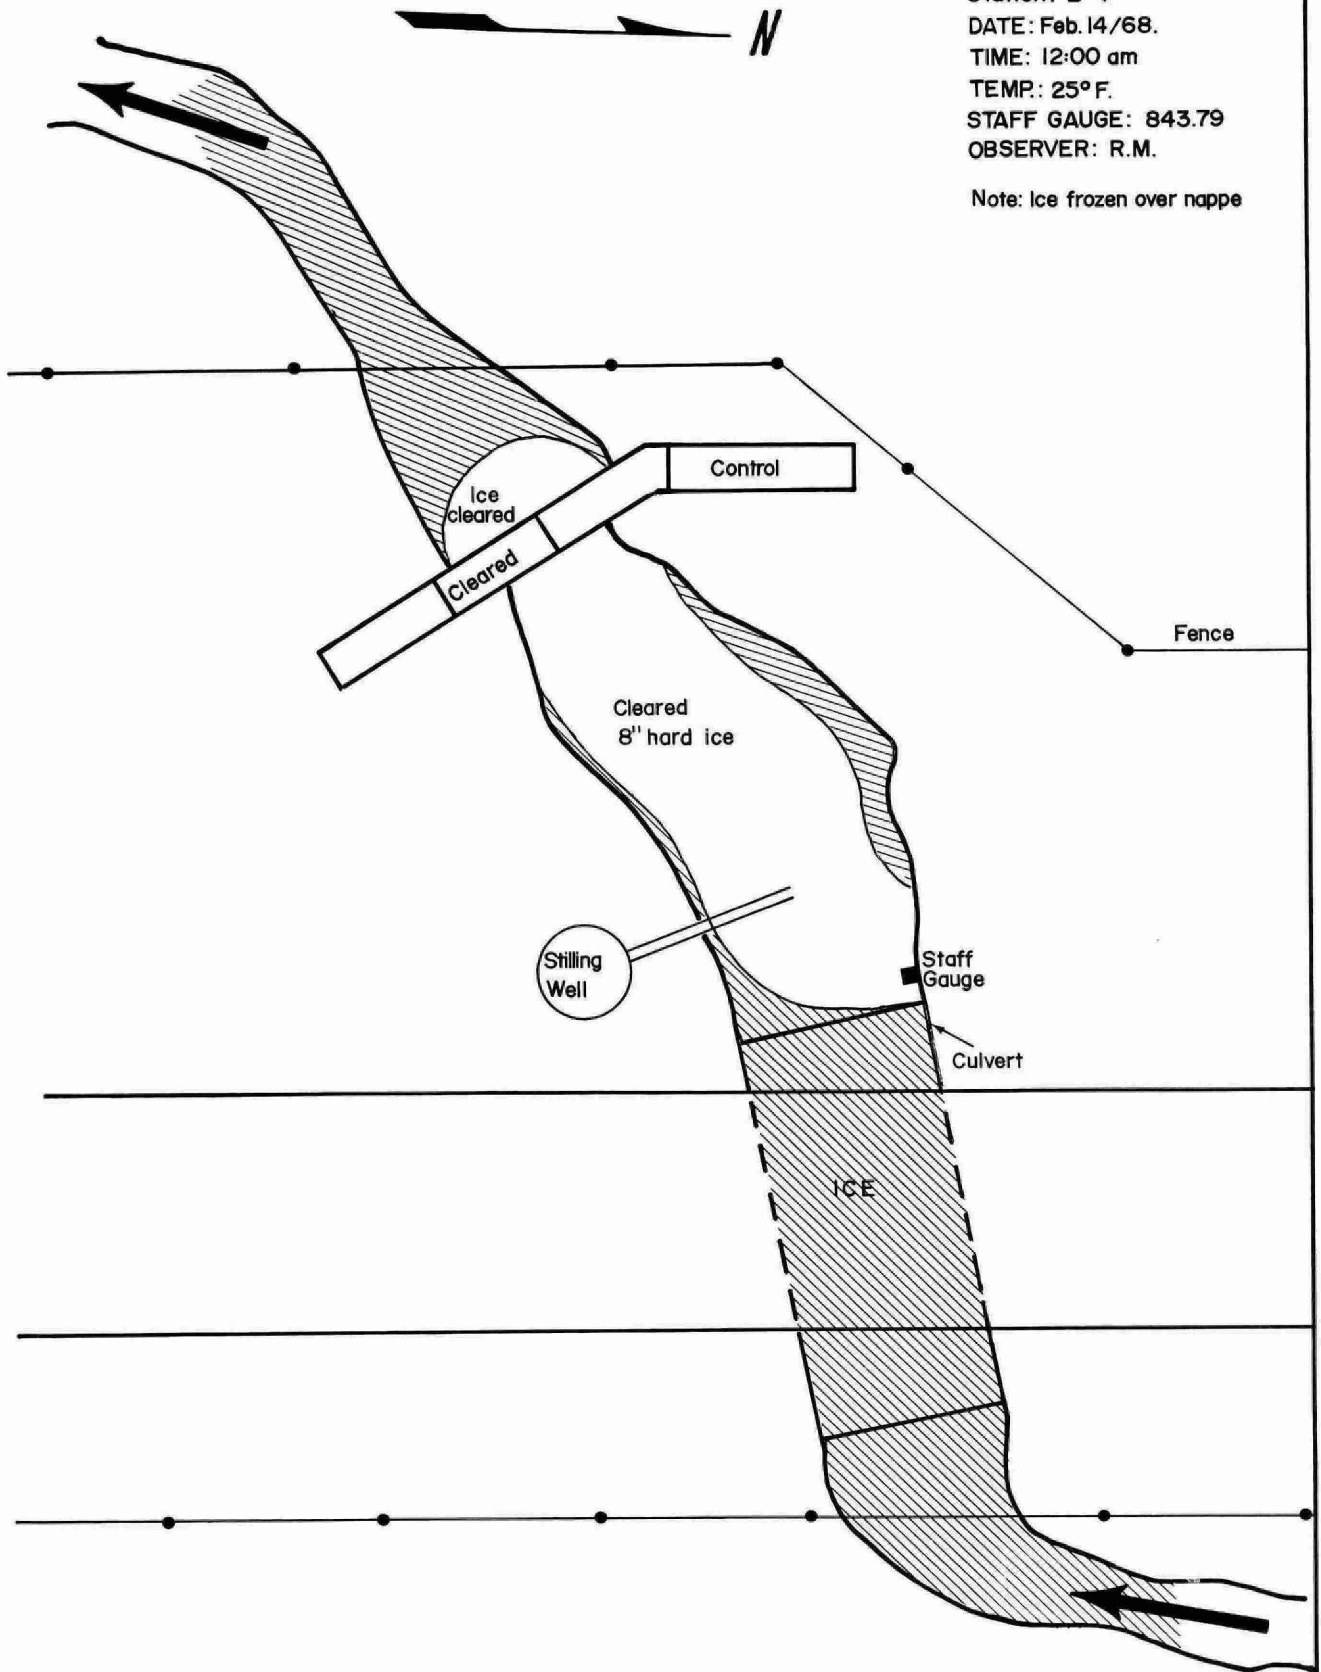 N
DATE: Feb. 14/68.
TIME: 12:00 am
TEMP.: 25° F.
STAFF GAUGE: 843.79
OBSERVER: R.M.
Note: Ice frozen over nappe
Control
Ice
cleared
Cleared
Fence
Cleared
8" hard ice
Stilling
Well
Staff
Gauge
Culvert
ICE